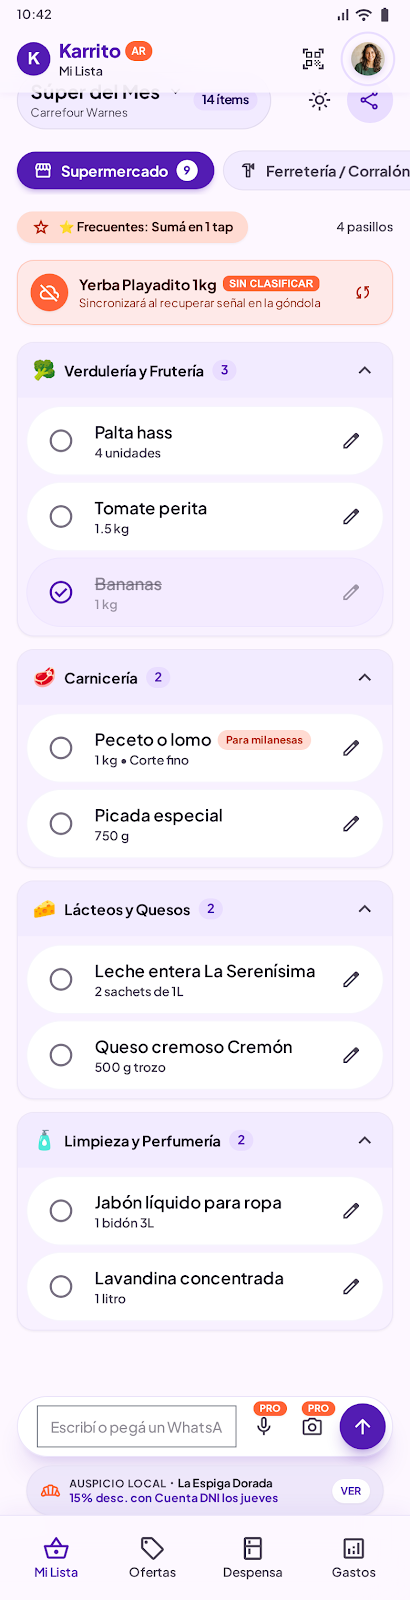 10:42
K
Karrito AR
Mi Lista
Súper del Mes
Carrefour Warnes
14 ítems
Supermercado 9
Ferretería / Corralón
⭐ Frecuentes: Sumá en 1 tap
4 pasillos
Yerba Playadito 1kg SIN CLASIFICAR
Sincronizará al recuperar señal en la góndola
🥦 Verdulería y Frutería 3
Palta hass
4 unidades
Tomate perita
1.5 kg
Bananas
1 kg
🥩 Carnicería 2
Peceto o lomo Para milanesas
1 kg • Corte fino
Picada especial
750 g
🧀 Lácteos y Quesos 2
Leche entera La Serenísima
2 sachets de 1L
Queso cremoso Cremón
500 g trozo
🧴 Limpieza y Perfumería 2
Jabón líquido para ropa
1 bidón 3L
Lavandina concentrada
1 litro
PRO PRO
Escribí o pegá un WhatsA
AUSPICIO LOCAL • La Espiga Dorada
15% desc. con Cuenta DNI los jueves
VER
Mi Lista
Ofertas
Despensa
Gastos